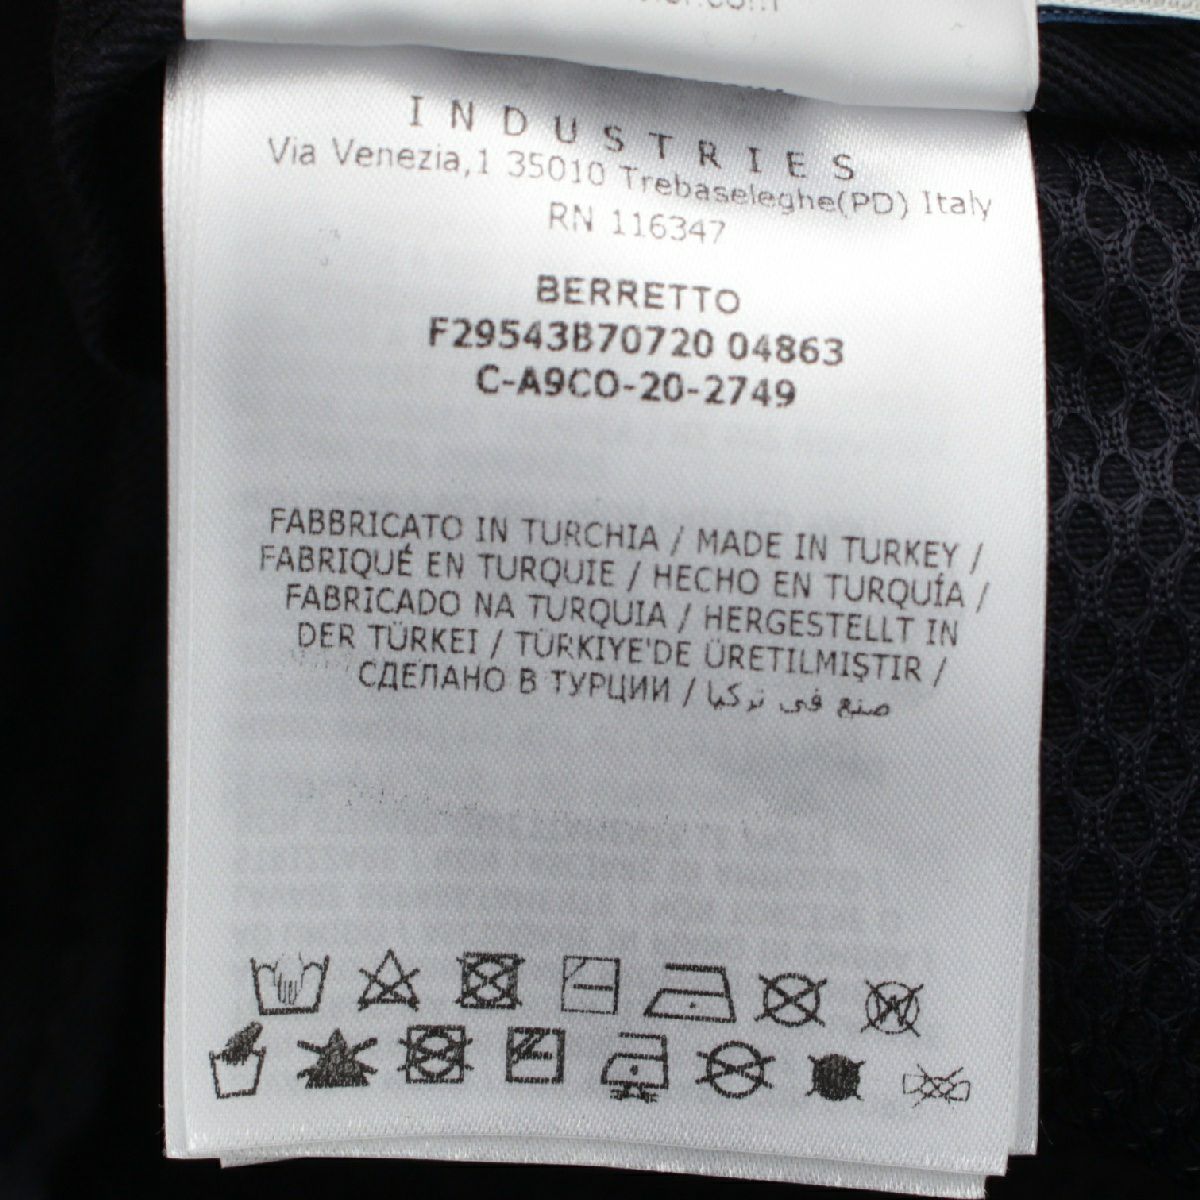 INDUSTRIES
Via Venezia,1 35010 Trebaseleghe(PD) Italy
RN 116347
BERRETTO
F29543B70720 04863
C-A9CO-20-2749
FABBRICATO IN TURCHIA / MADE IN TURKEY /
FABRIQUÉ EN TURQUIE / HECHO EN TURQUÍA /
FABRICADO NA TURQUIA / HERGESTELLT IN
DER TÜRKEI / TÜRKIYE'DE ÜRETILMIŞTIR /
СДЕЛАНО В ТУРЦИИ / صنع في تركيا